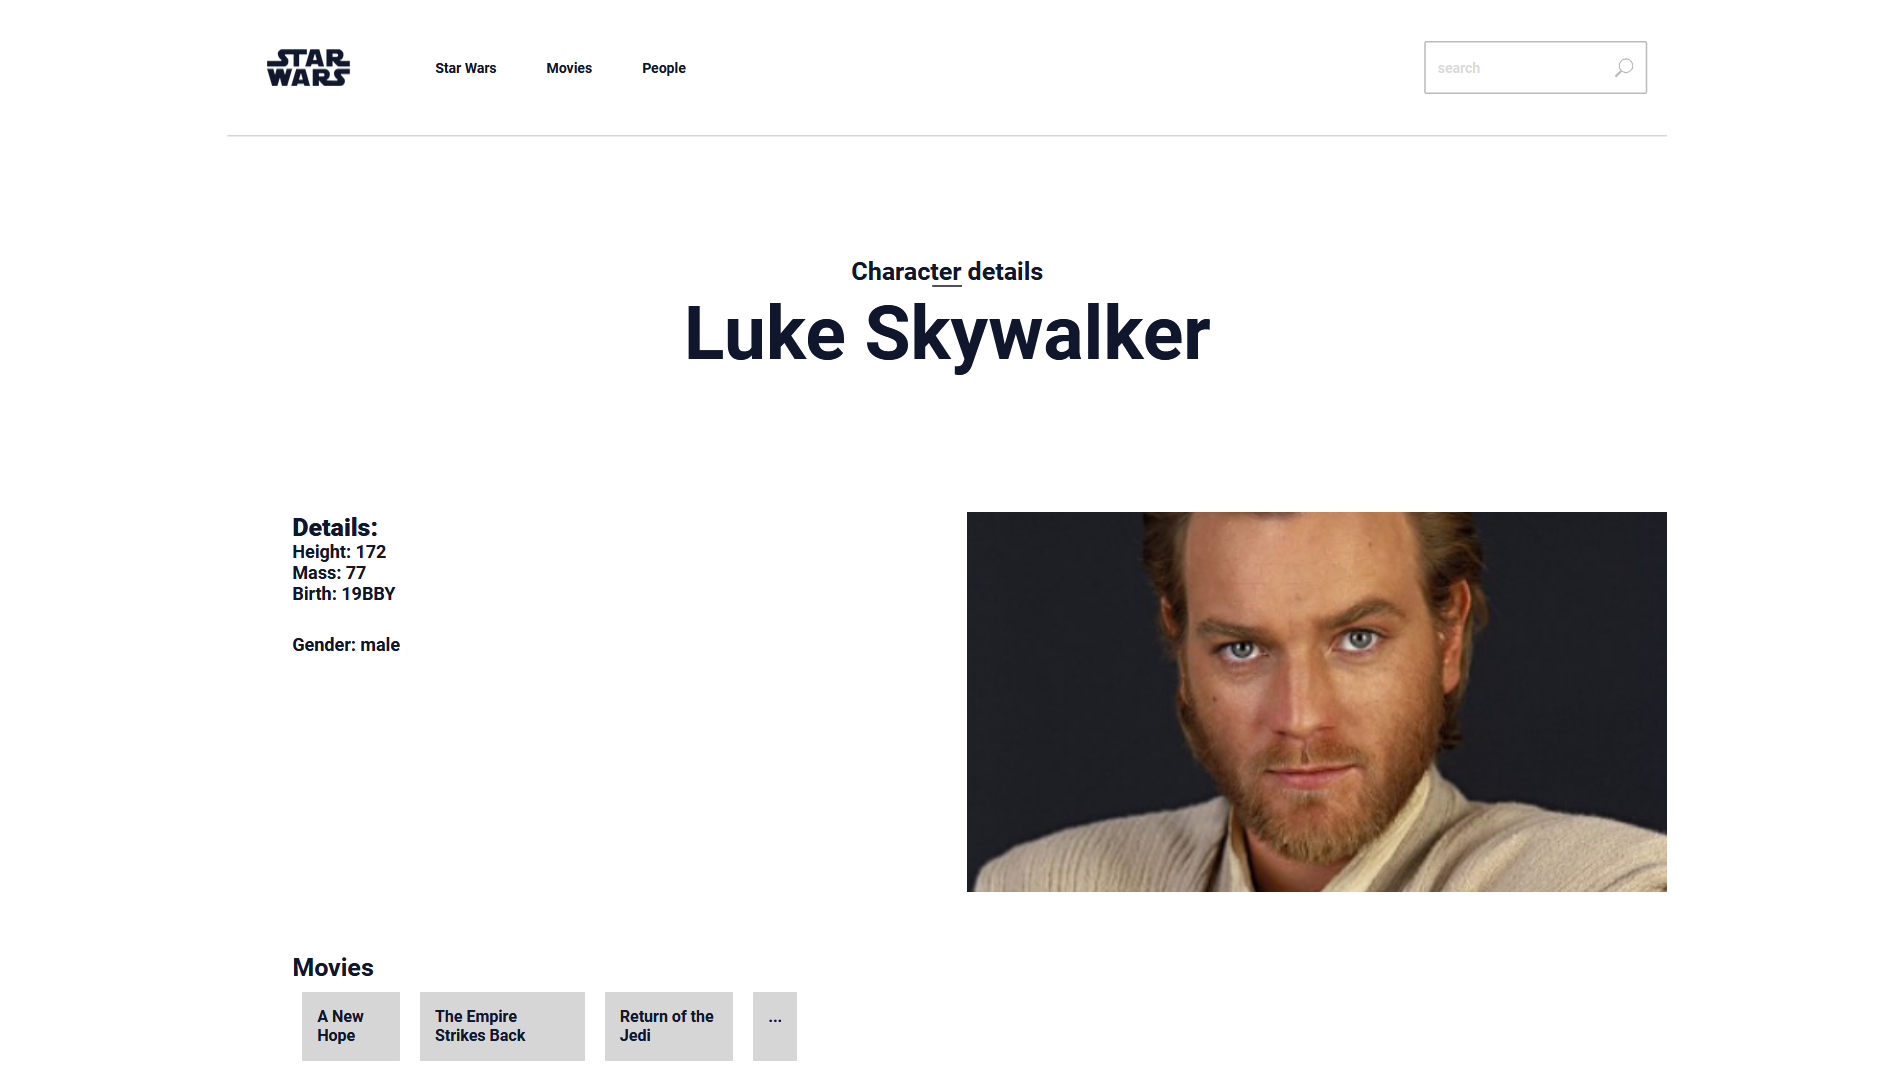 STAR
WARS
Star Wars
Movies
People
search
Character details
Luke Skywalker
Details:
Height: 172
Mass: 77
Birth: 19BBY
Gender: male
Movies
A New
Hope
The Empire
Strikes Back
Return of the
Jedi
...